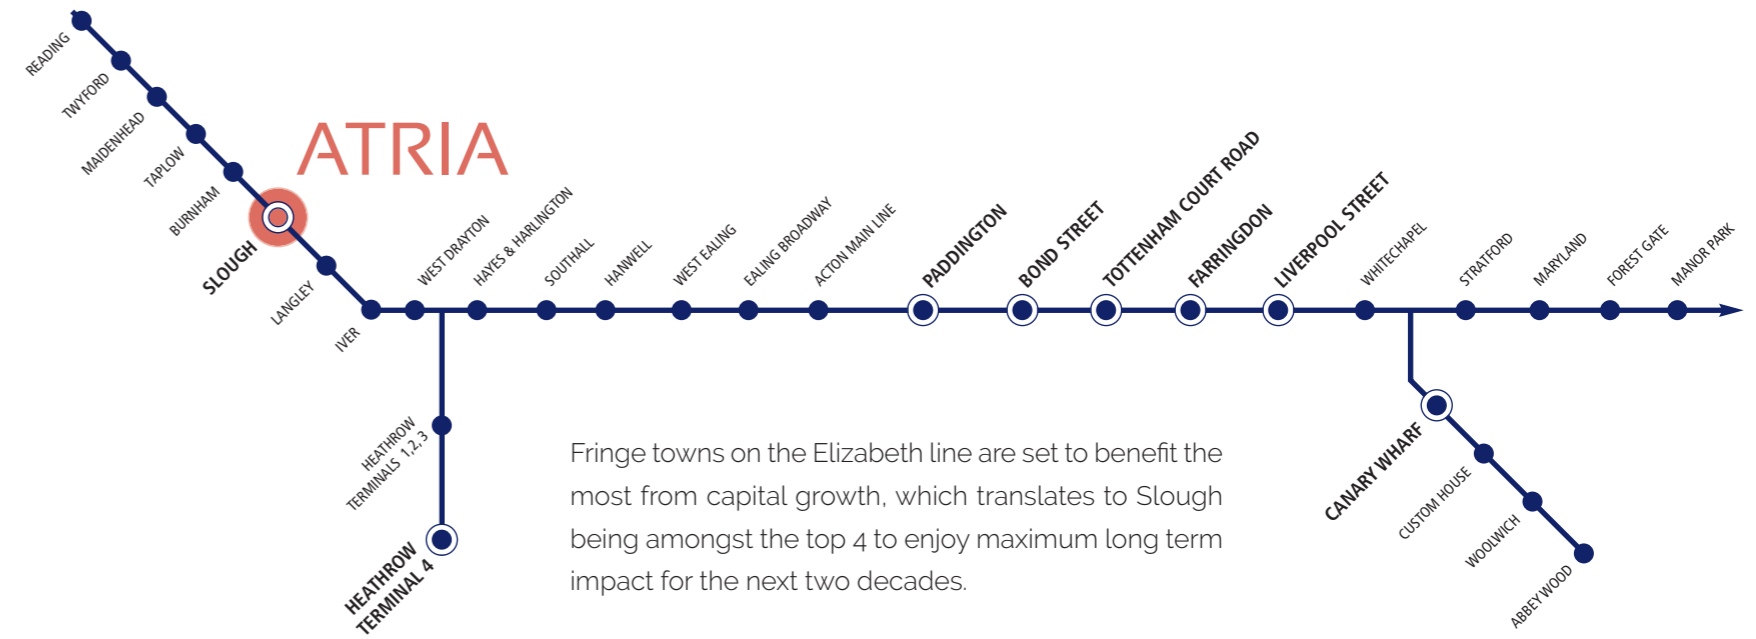 READING
TWYFORD
MAIDENHEAD
TAPLOW
BURNHAM
ATRIA
SLOUGH
LANGLEY
IVER
WEST DRAYTON
HAYES & HARLINGTON
SOUTHALL
HANWELL
WEST EALING
EALING BROADWAY
ACTON MAIN LINE
PADDINGTON
BOND STREET
TOTTENHAM COURT ROAD
FARRINGDON
LIVERPOOL STREET
WHITECHAPEL
STRATFORD
MARYLAND
FOREST GATE
MANOR PARK
HEATHROW
TERMINALS 1,2,3
HEATHROW
TERMINAL 4
Fringe towns on the Elizabeth line are set to benefit the
most from capital growth, which translates to Slough
being amongst the top 4 to enjoy maximum long term
impact for the next two decades.
CANARY WHARF
CUSTOM HOUSE
WOOLWICH
ABBEY WOOD